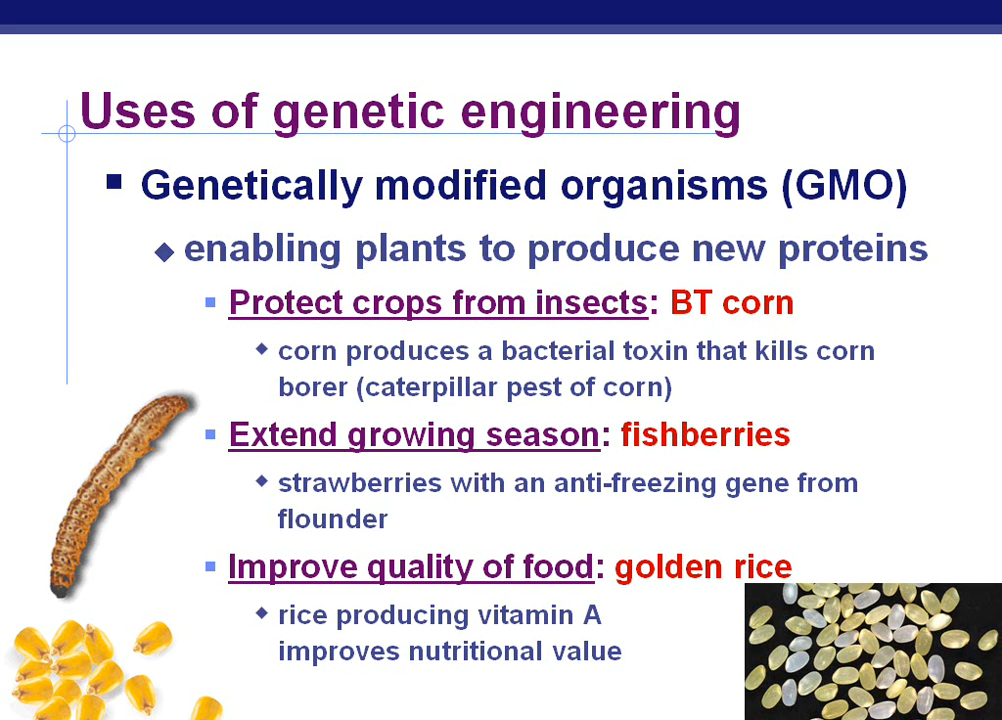 Uses of genetic engineering
Genetically modified organisms (GMO)
enabling plants to produce new proteins
Protect crops from insects: BT corn
corn produces a bacterial toxin that kills corn
borer (caterpillar pest of corn)
Extend growing season: fishberries
strawberries with an anti-freezing gene from
flounder
Improve quality of food: golden rice
rice producing vitamin A
improves nutritional value